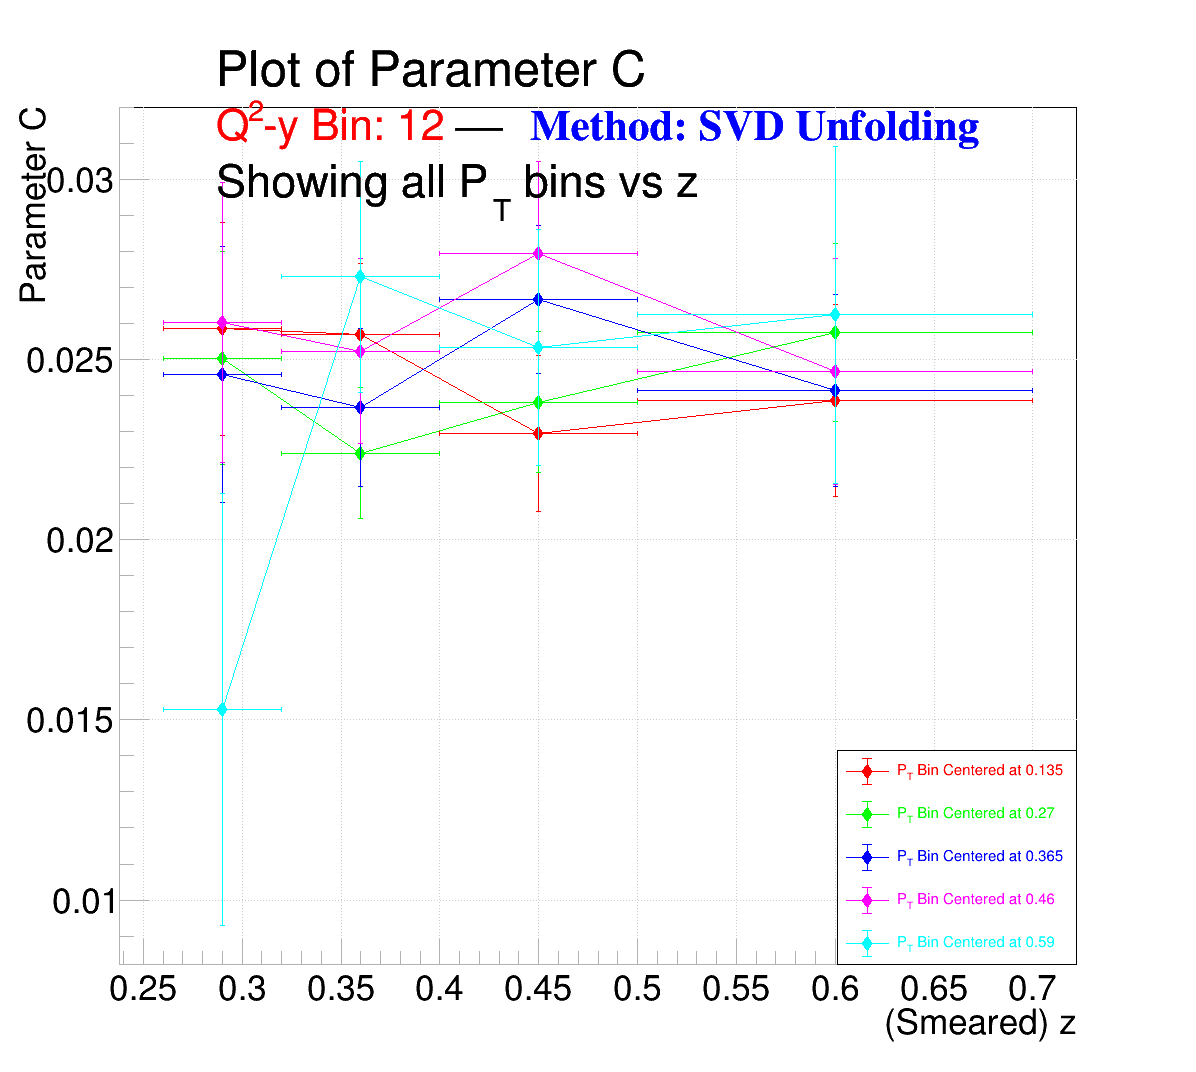 Plot of Parameter C
Q2-y Bin: 12 — Method: SVD Unfolding
Showing all PT bins vs z
Parameter C
0.03
0.025
0.02
0.015
0.01
PT Bin Centered at 0.135
PT Bin Centered at 0.27
PT Bin Centered at 0.365
PT Bin Centered at 0.46
PT Bin Centered at 0.59
0.25 0.3 0.35 0.4 0.45 0.5 0.55 0.6 0.65 0.7
(Smeared) z